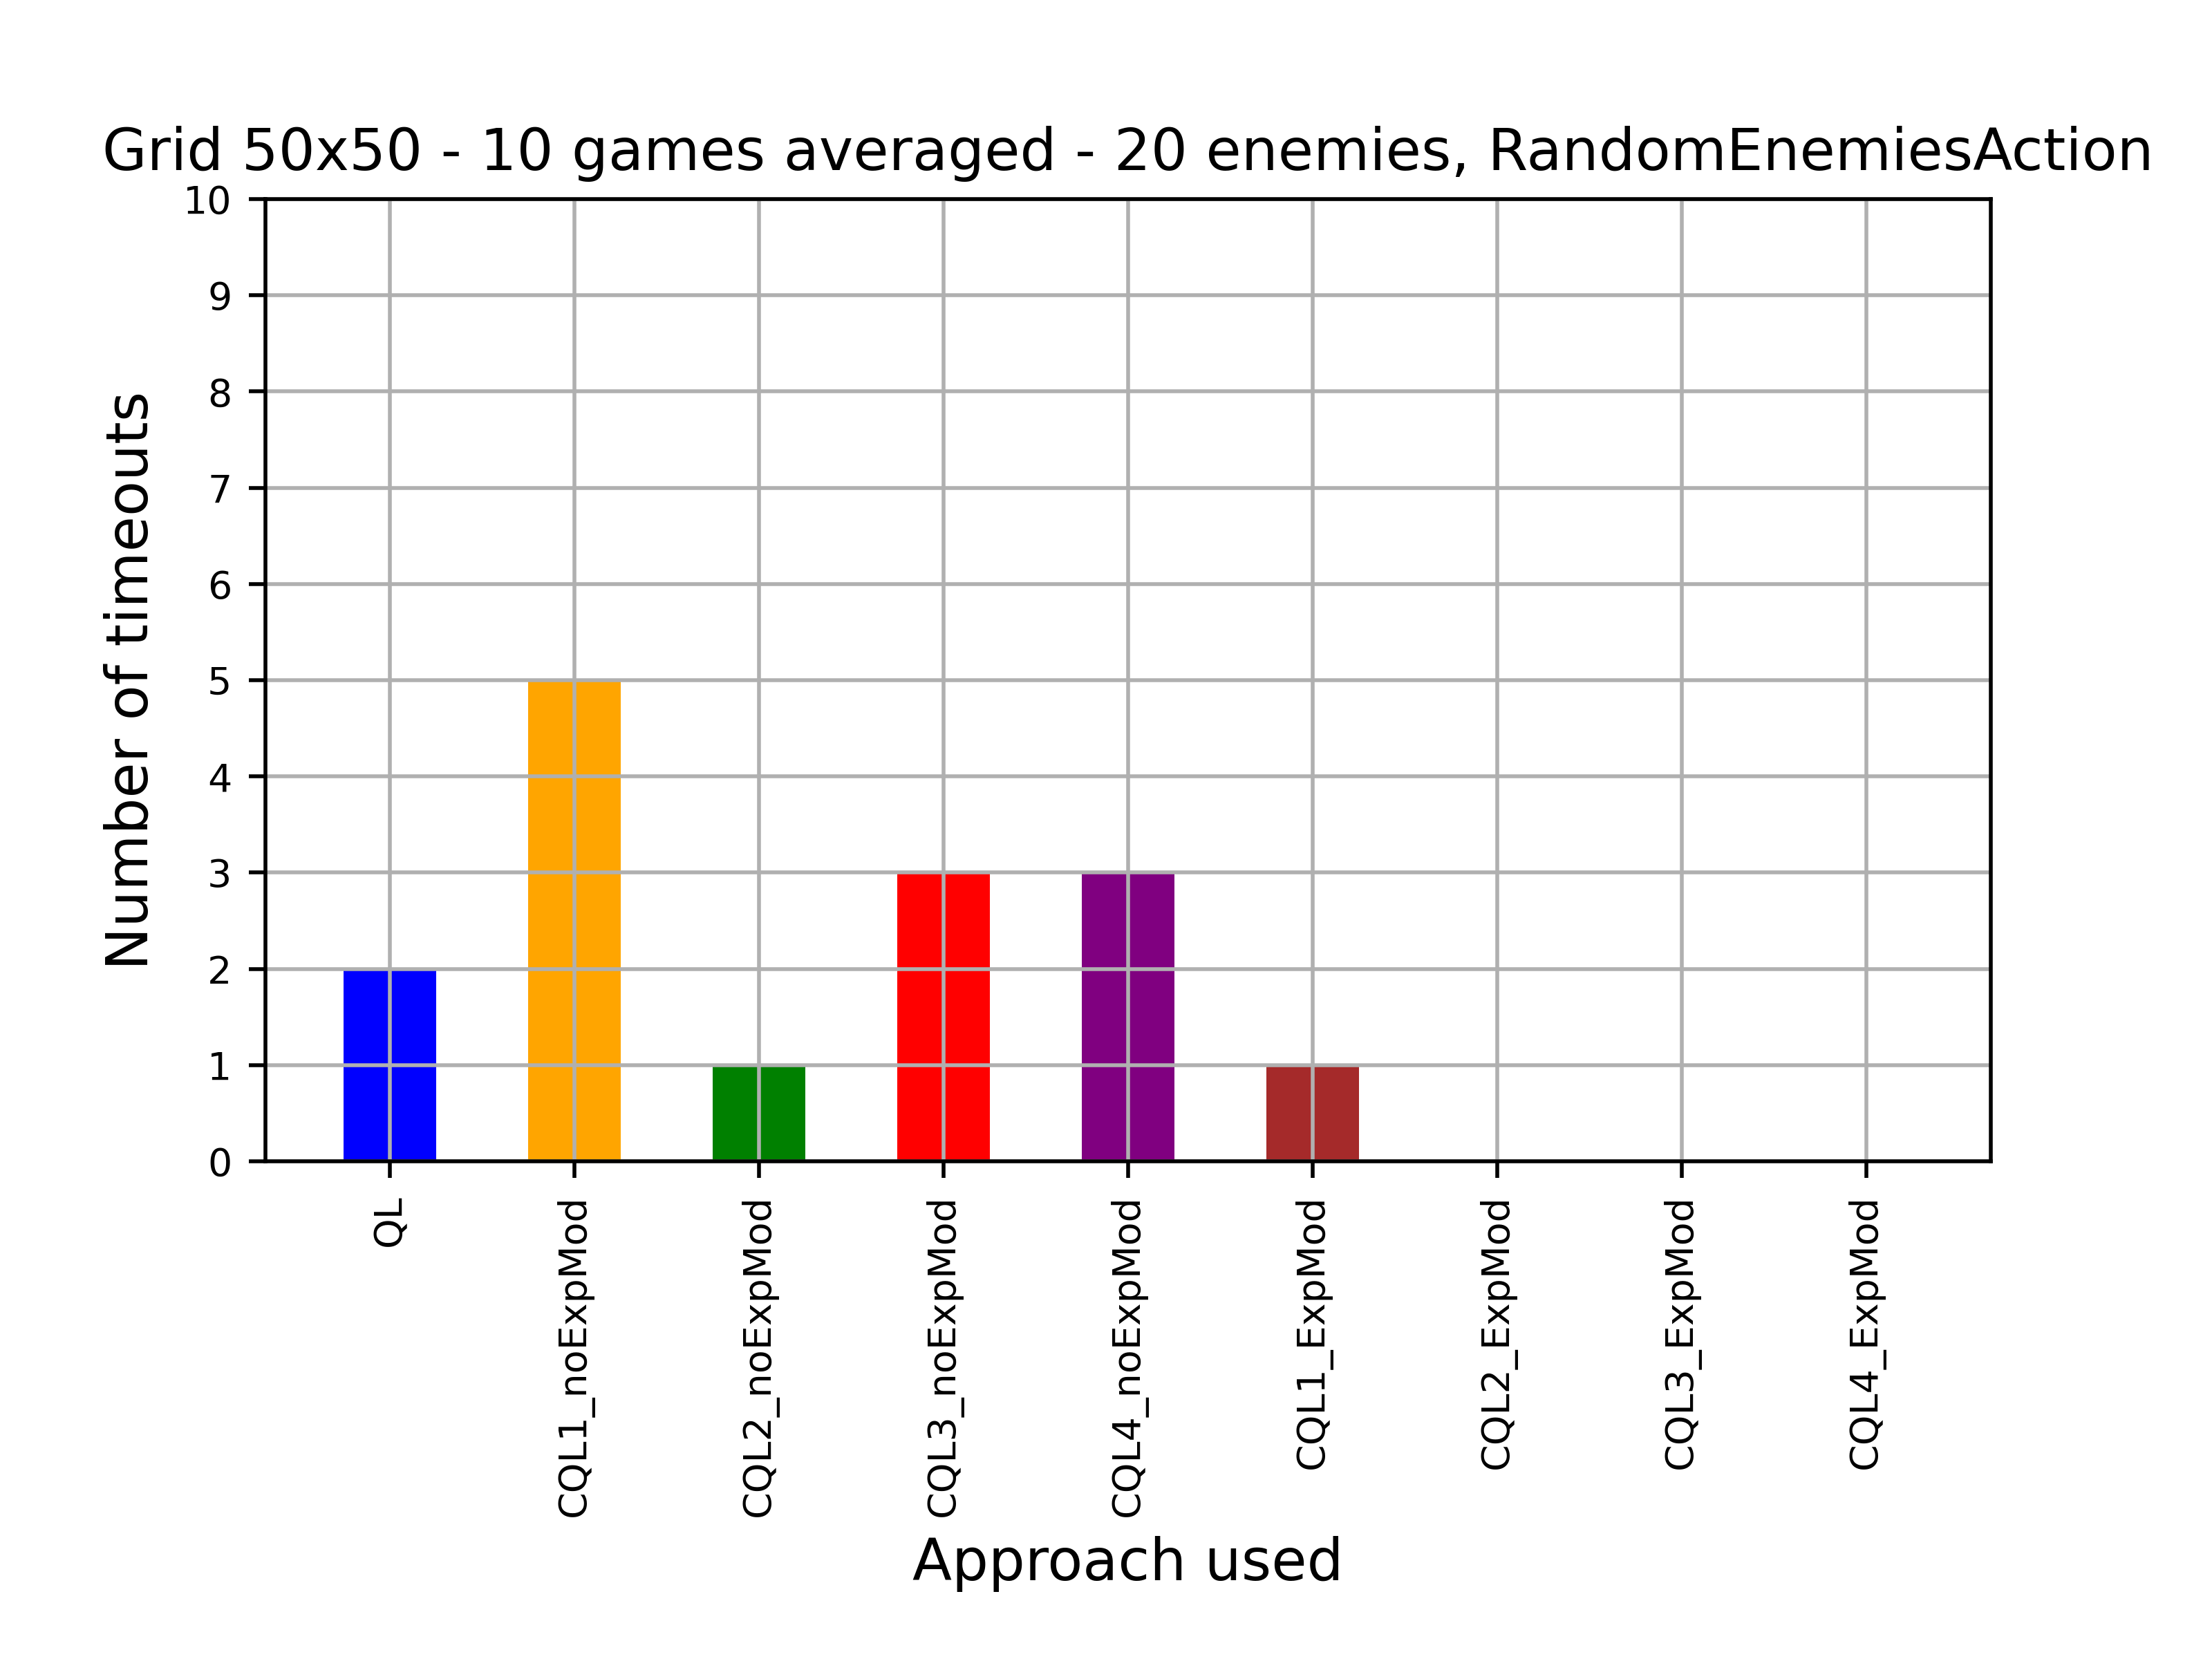 Grid 50x50 - 10 games averaged - 20 enemies, RandomEnemiesAction
Number of timeouts
10
9
8
7
6
5
4
3
2
1
0
QL
CQL1_noExpMod
CQL2_noExpMod
CQL3_noExpMod
CQL4_noExpMod
CQL1_ExpMod
CQL2_ExpMod
CQL3_ExpMod
CQL4_ExpMod
Approach used